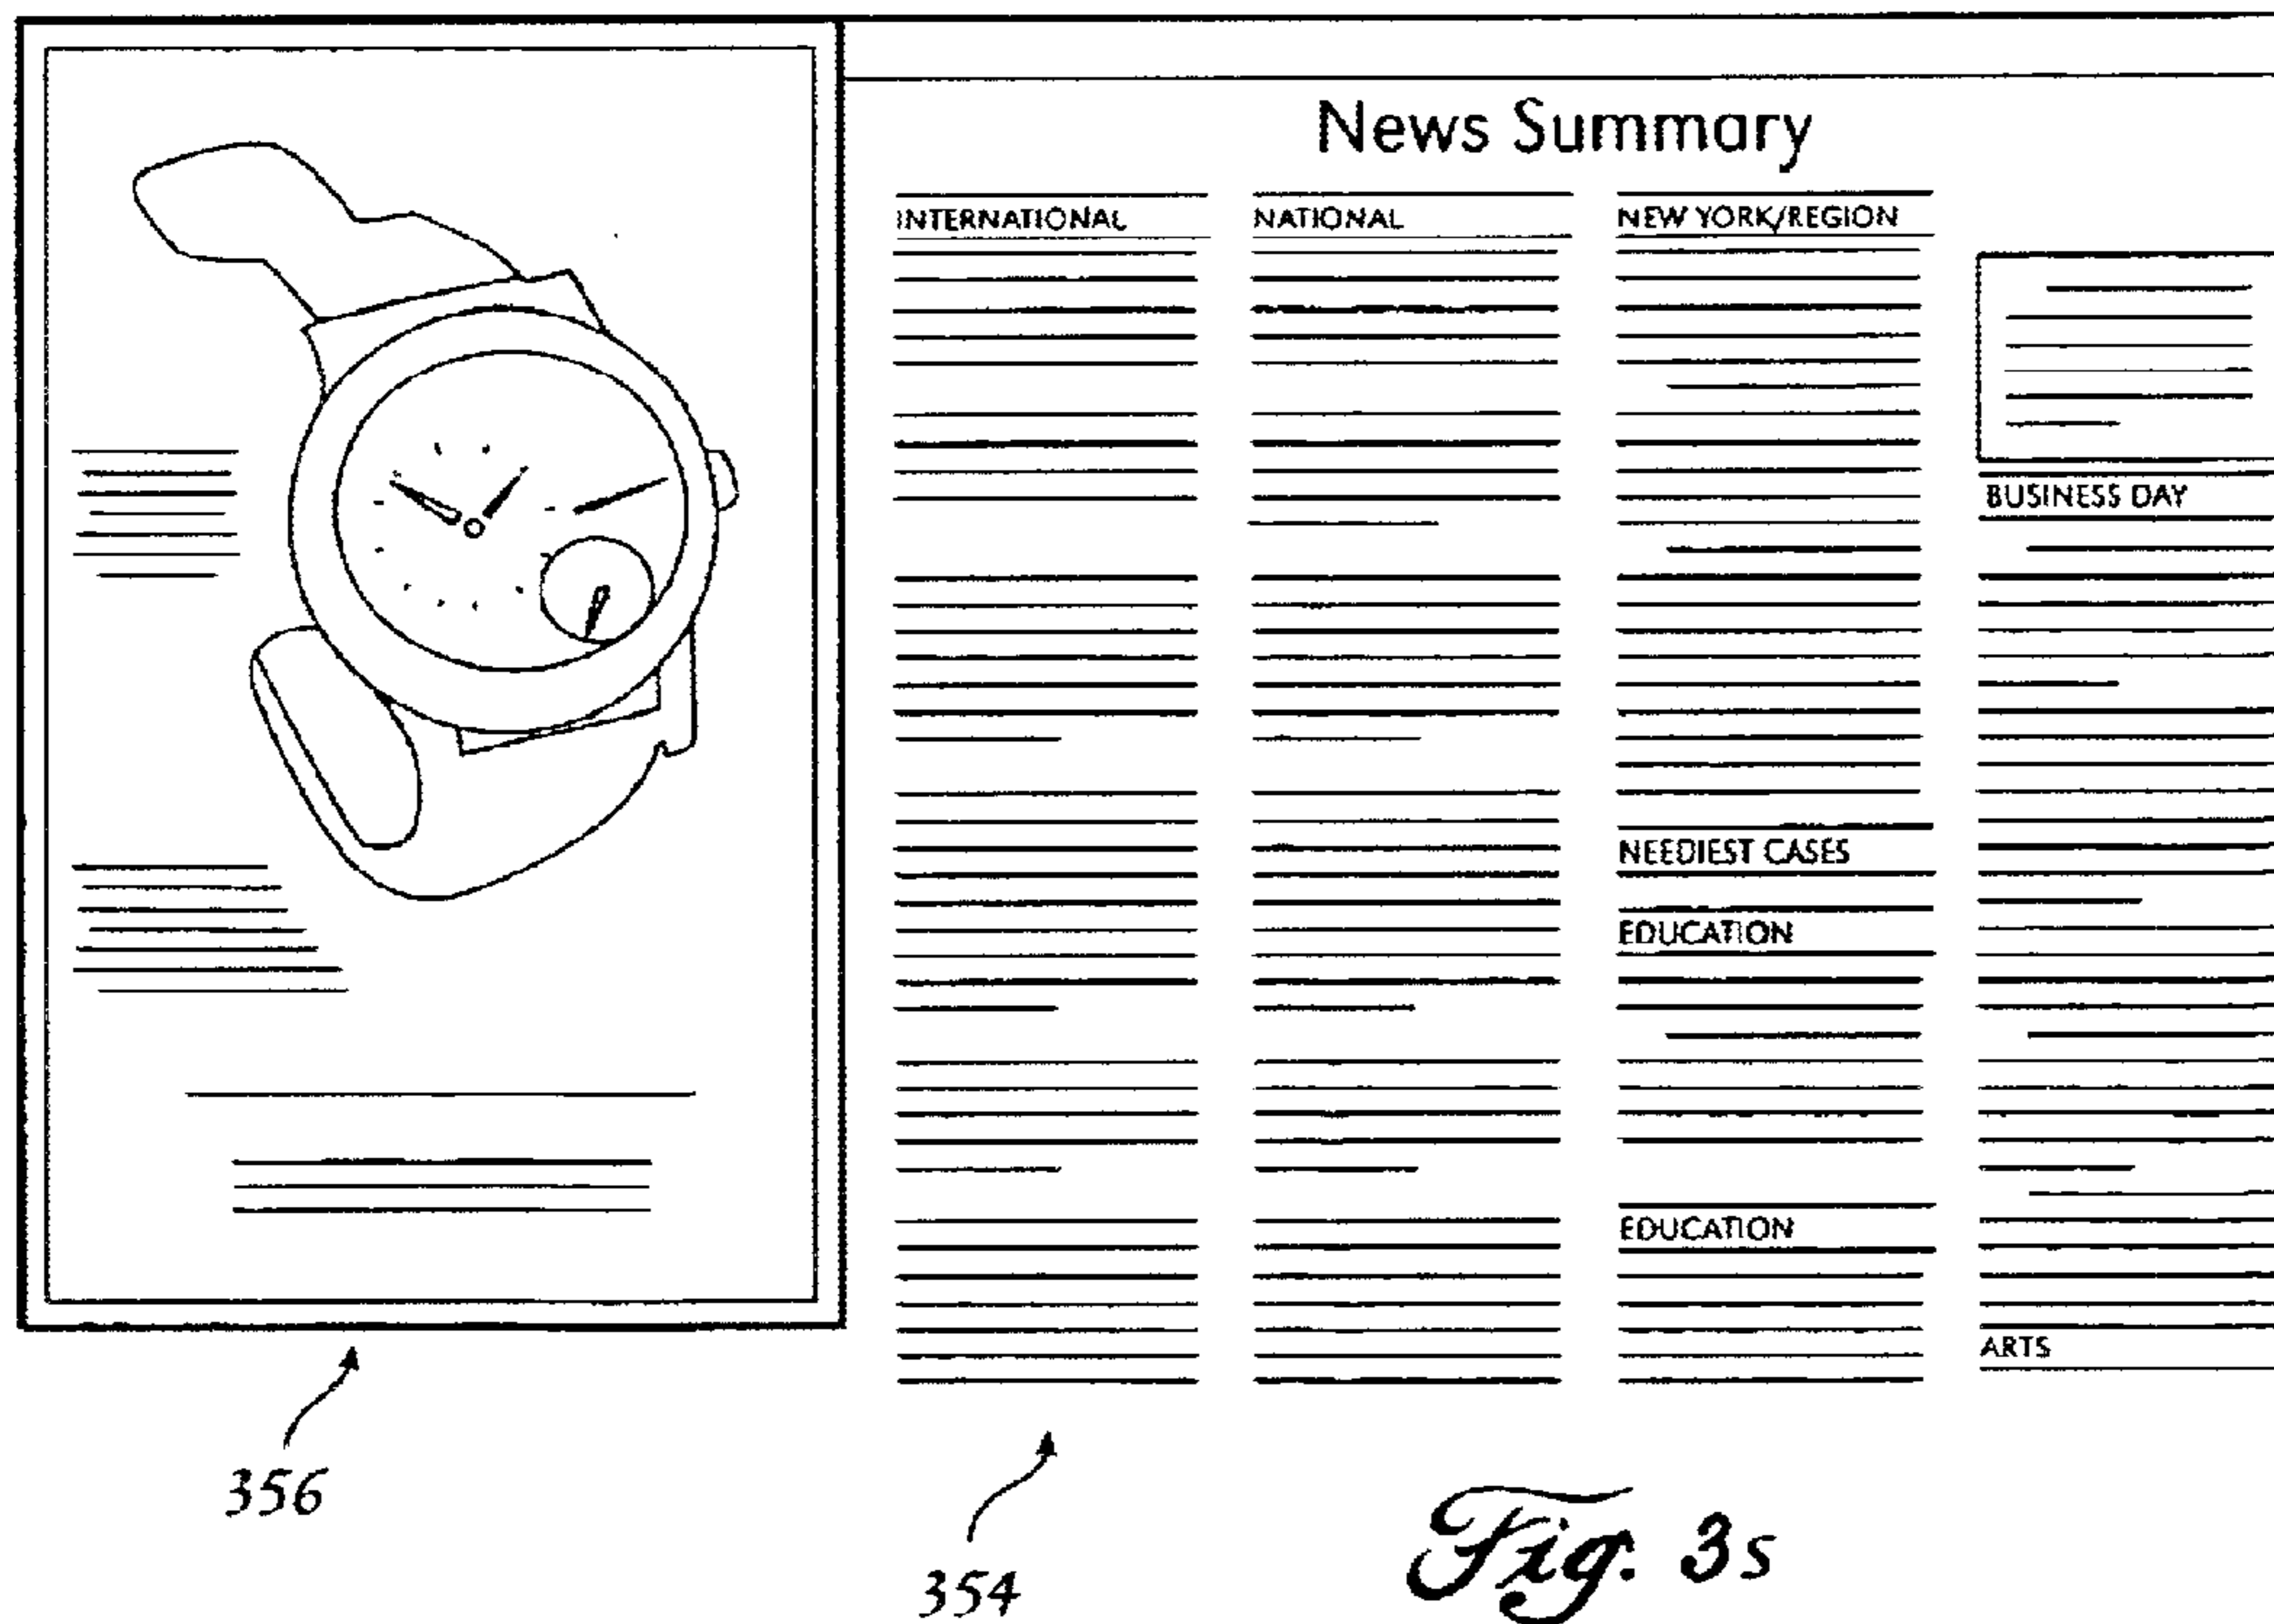 News Summary
INTERNATIONAL
NATIONAL
NEW YORK/REGION
NEEDIEST CASES
EDUCATION
EDUCATION
BUSINESS DAY
ARTS
356
354
Fig. 3s